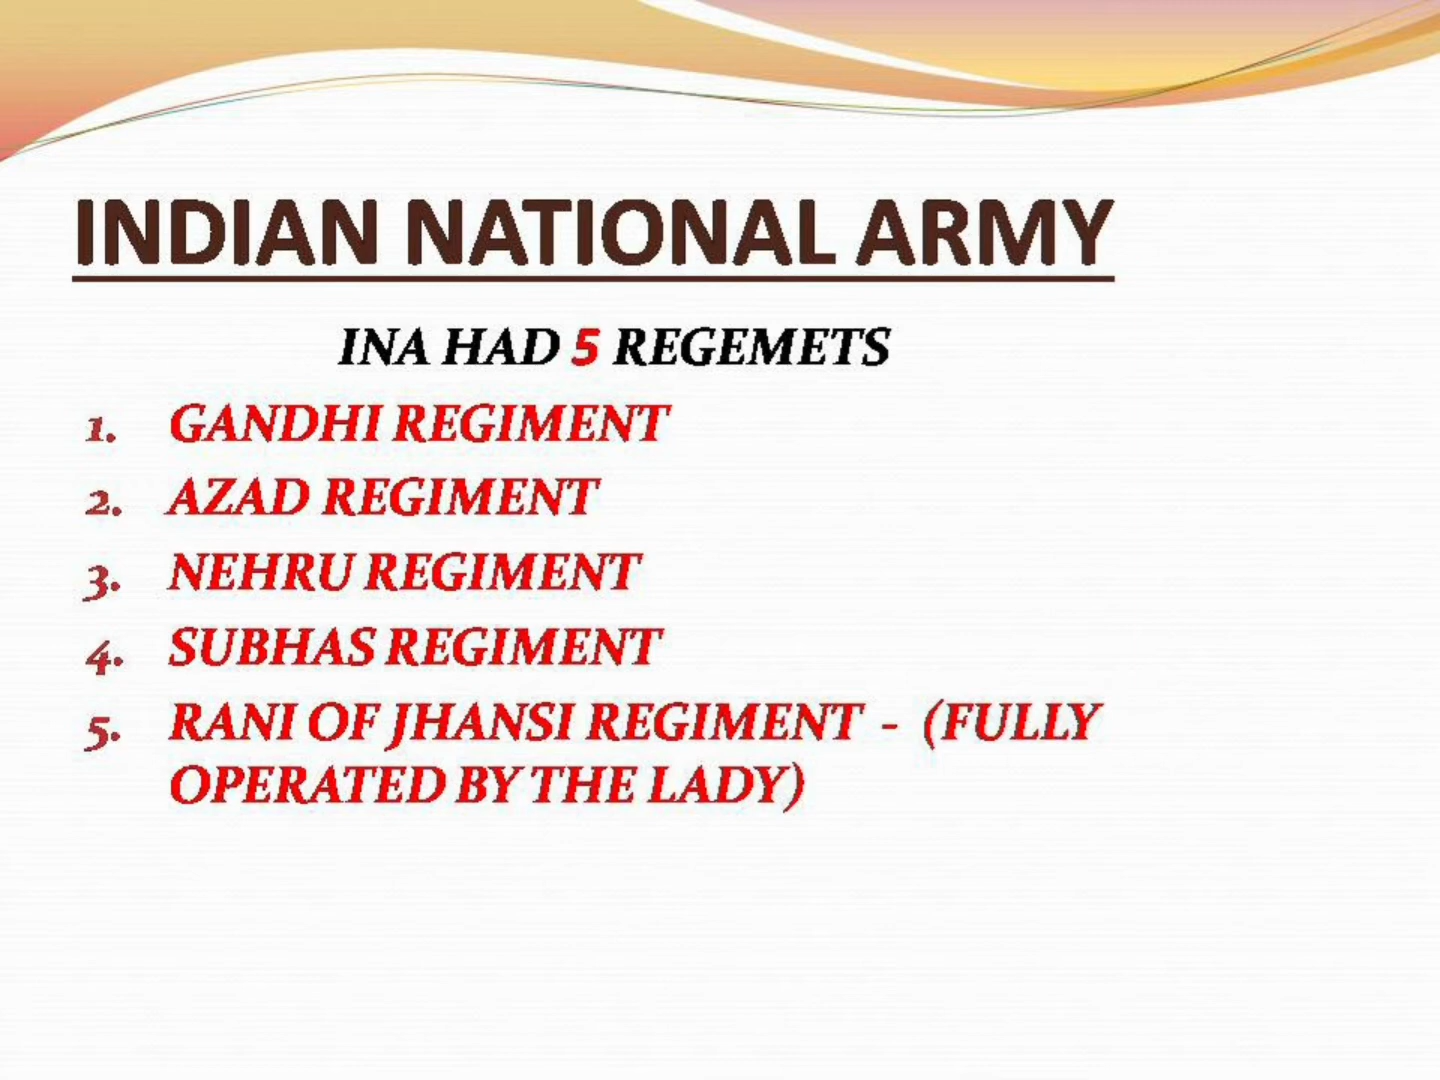 INDIAN NATIONAL ARMY
INA HAD 5 REGEMETS
1. GANDHI REGIMENT
2. AZAD REGIMENT
3. NEHRU REGIMENT
4. SUBHAS REGIMENT
5. RANI OF JHANSI REGIMENT - (FULLY
OPERATED BY THE LADY)